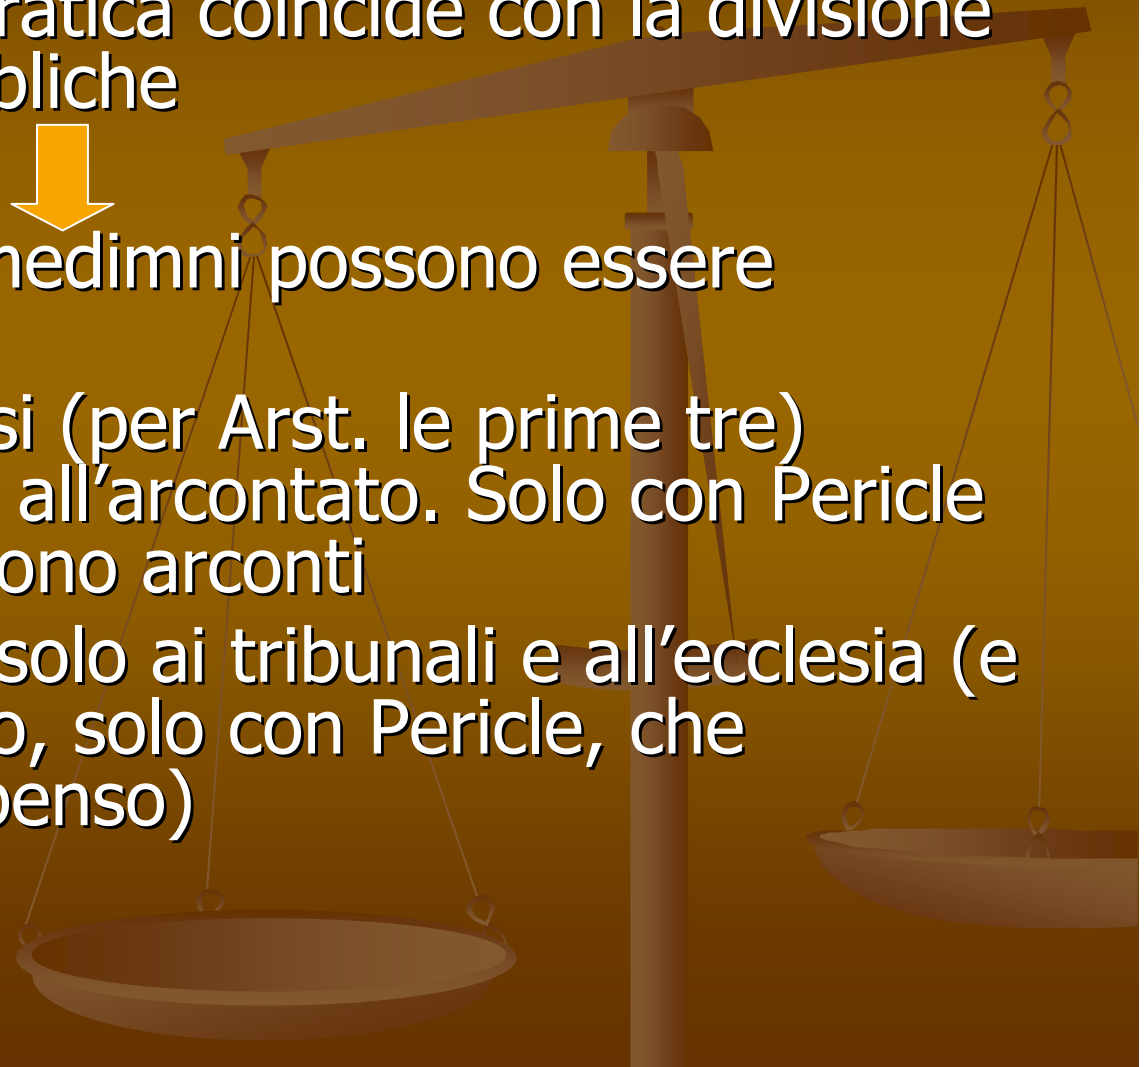 ratica coincide con la divisione
bliche
nedimni possono essere
si (per Arst. le prime tre)
all’arcontato. Solo con Pericle
ono arconti
solo ai tribunali e all’ecclesia (e
o, solo con Pericle, che
penso)